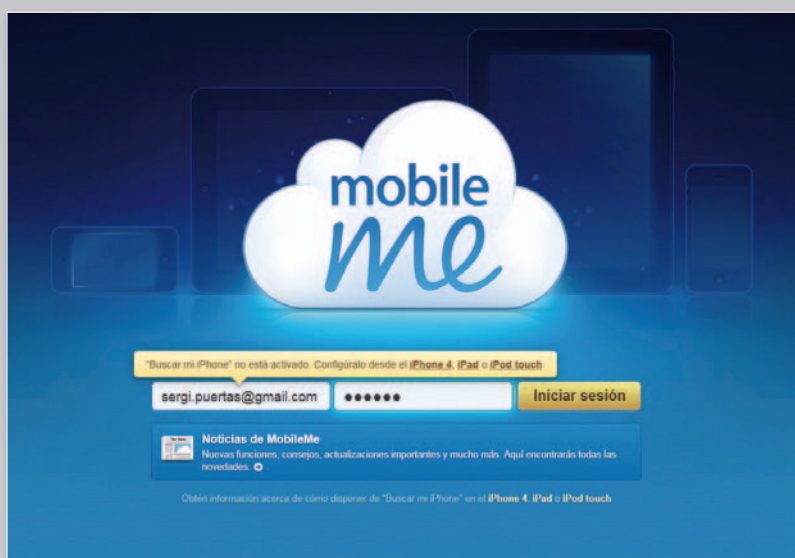 mobile
me
"Buscar mi iPhone" no está activado. Configúralo desde el iPhone 4, iPad o iPod touch
sergi.puertas@gmail.com ●●●●●● Iniciar sesión
Noticias de MobileMe
Nuevas funciones, consejos, actualizaciones importantes y mucho más. Aquí encontrarás todas las
novedades.
Obtén información acerca de cómo disponer de "Buscar mi iPhone" en el iPhone 4, iPad o iPod touch